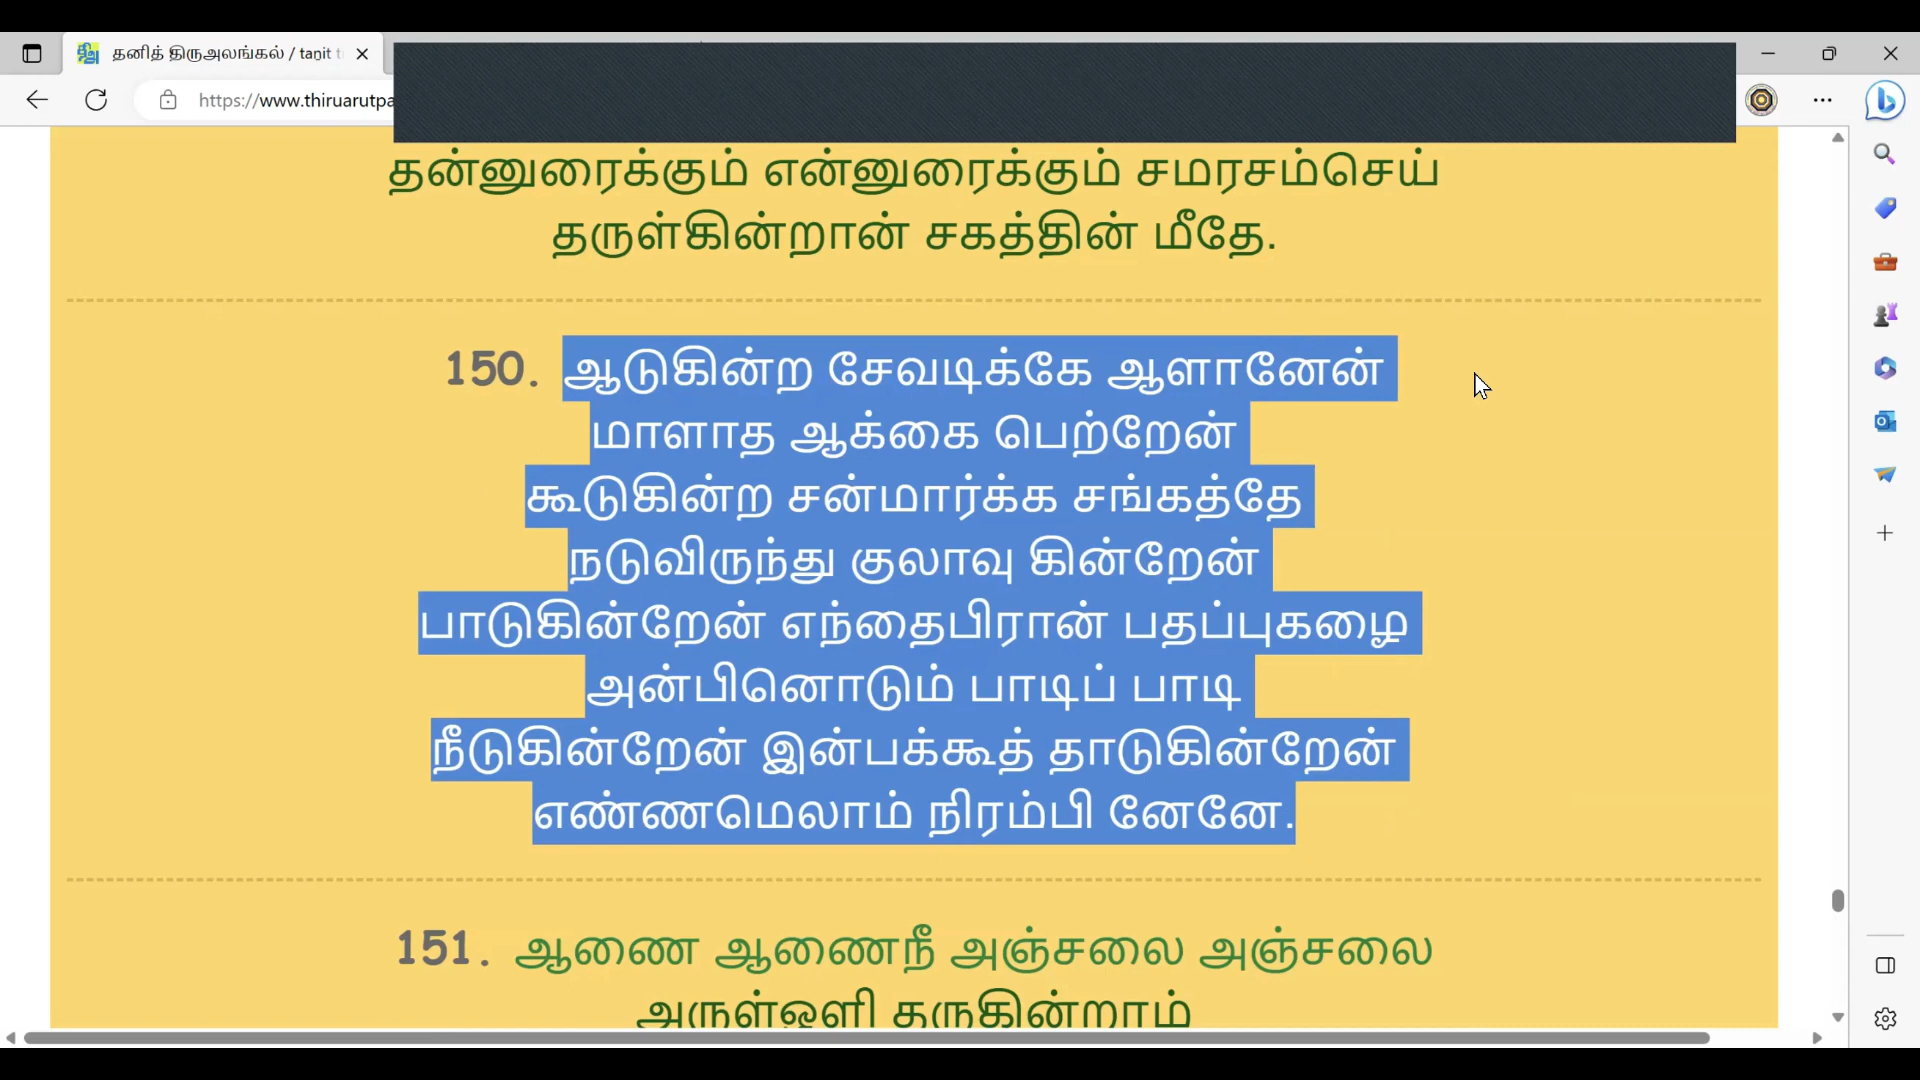 தனித் திருஅலங்கல் / tanit
https://www.thiruarutpa
தன்னுரைக்கும் என்னுரைக்கும் சமரசம்செய்
தருள்கின்றான் சகத்தின் மீதே.
150. ஆடுகின்ற சேவடிக்கே ஆளானேன்
மாளாத ஆக்கை பெற்றேன்
கூடுகின்ற சன்மார்க்க சங்கத்தே
நடுவிருந்து குலாவு கின்றேன்
பாடுகின்றேன் எந்தைபிரான் பதப்புகழை
அன்பினொடும் பாடிப் பாடி
நீடுகின்றேன் இன்பக்கூத் தாடுகின்றேன்
எண்ணமெலாம் நிரம்பி னேனே.
151. ஆணை ஆணைநீ அஞ்சலை அஞ்சலை
அருள்ஒளி தருகின்றாம்